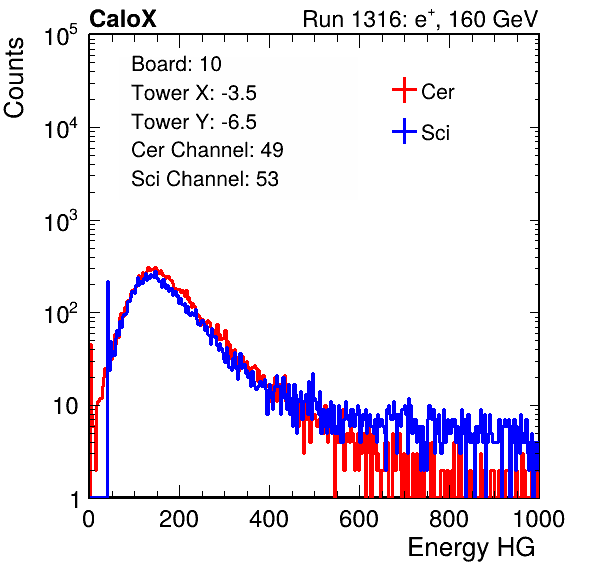 CaloX Run 1316: e⁺, 160 GeV
Counts
Board: 10
Tower X: -3.5
Tower Y: -6.5
Cer Channel: 49
Sci Channel: 53
Cer
Sci
10⁵
10⁴
10³
10²
10
1
0 200 400 600 800 1000
Energy HG